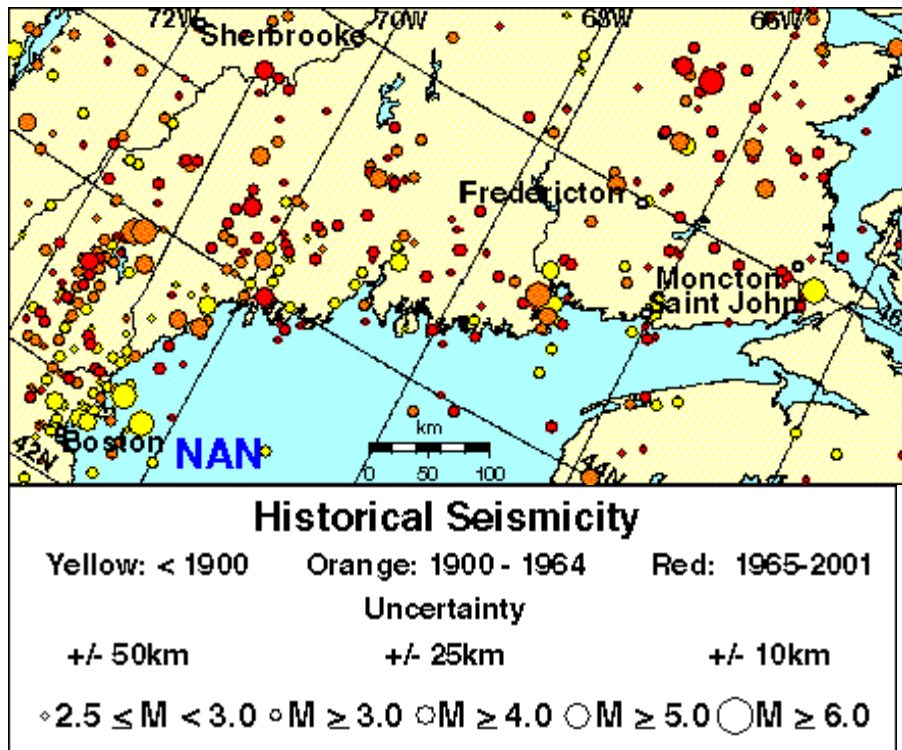 72W 70W 68W 66W
Sherbrooke
Fredericton
Moncton
Saint John
46N
Boston
NAN
km
0 50 100
42N
44N
Historical Seismicity
Yellow: < 1900 Orange: 1900 - 1964 Red: 1965-2001
Uncertainty
+/- 50km +/- 25km +/- 10km
2.5 ≤ M < 3.0 M ≥ 3.0 M ≥ 4.0 M ≥ 5.0 M ≥ 6.0